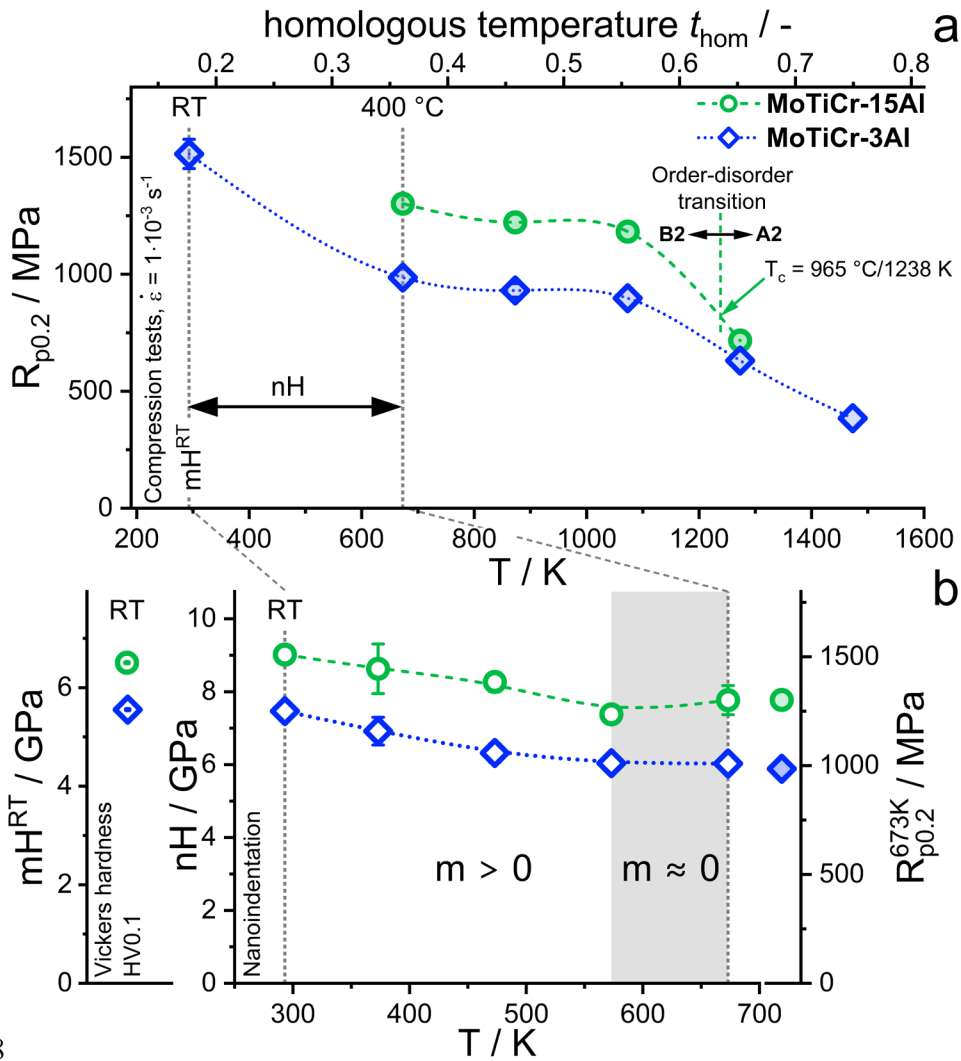 homologous temperature t_hom / -
a
0.2 0.3 0.4 0.5 0.6 0.7 0.8
RT
400 °C
MoTiCr-15Al
MoTiCr-3Al
1500
1000
500
0
R_p0.2 / MPa
Compression tests, ε̇ = 1·10⁻³ s⁻¹
mH^RT
nH
Order-disorder
transition
B2 A2
T_c = 965 °C/1238 K
200 400 600 800 1000 1200 1400 1600
T / K
b
RT
6
4
2
0
mH^RT / GPa
Vickers hardness
HV0.1
RT
10
8
6
4
2
0
nH / GPa
Nanoindentation
m > 0
m ≈ 0
1500
1000
500
0
R_p0.2^673K / MPa
300 400 500 600 700
T / K